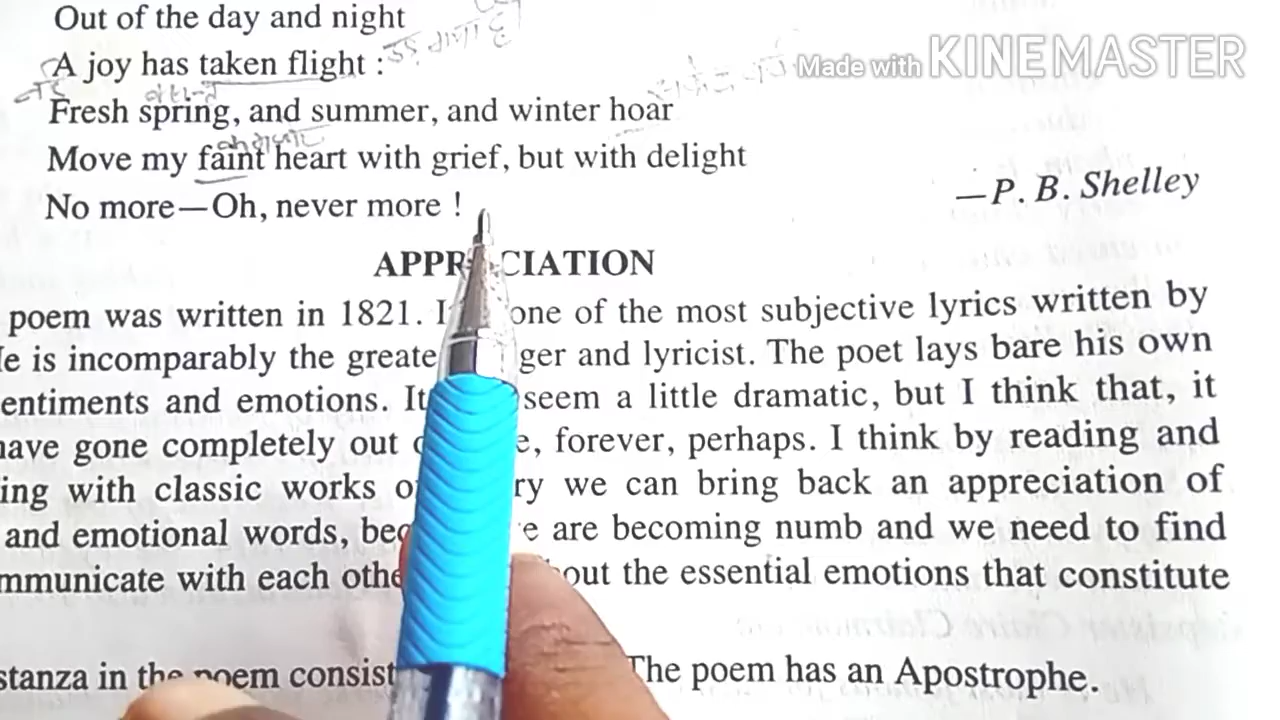 Out of the day and night
A joy has taken flight : उड़ गया है
Made with KINEMASTER
Fresh spring, and summer, and winter hoar
Move my faint heart with grief, but with delight
No more—Oh, never more !
—P. B. Shelley
APPR CIATION
poem was written in 1821. I one of the most subjective lyrics written by
is incomparably the greate ger and lyricist. The poet lays bare his own
entiments and emotions. It seem a little dramatic, but I think that, it
have gone completely out e, forever, perhaps. I think by reading and
ing with classic works o ry we can bring back an appreciation of
and emotional words, bec e are becoming numb and we need to find
mmunicate with each othe out the essential emotions that constitute
stanza in the poem consist The poem has an Apostrophe.